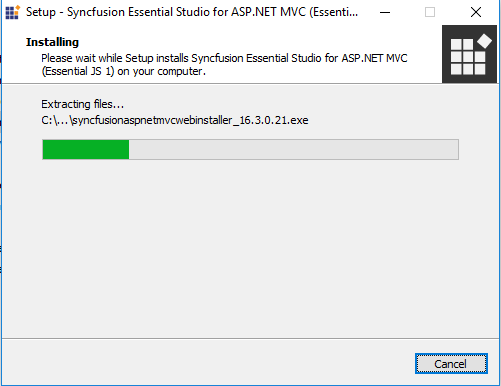 Setup - Syncfusion Essential Studio for ASP.NET MVC (Essenti...
Installing
Please wait while Setup installs Syncfusion Essential Studio for ASP.NET MVC
(Essential JS 1) on your computer.
Extracting files...
C:\...\syncfusionaspnetmvcwebinstaller_16.3.0.21.exe
Cancel